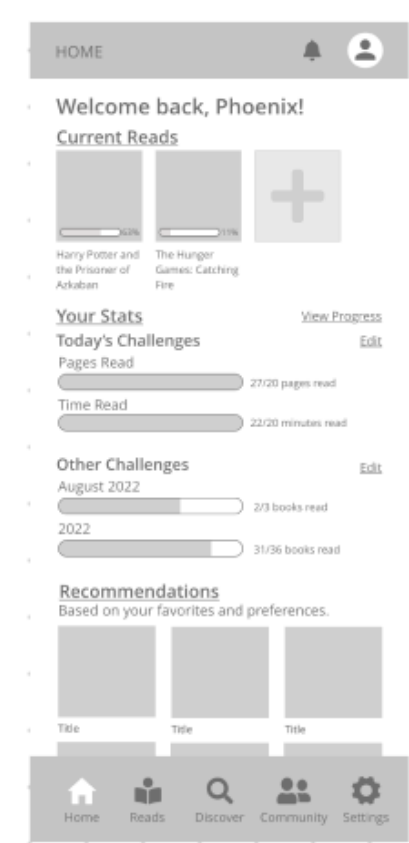 HOME
Welcome back, Phoenix!
Current Reads
63%
11%
Harry Potter and
the Prisoner of
Azkaban
The Hunger
Games: Catching
Fire
Your Stats
View Progress
Today's Challenges
Edit
Pages Read
27/20 pages read
Time Read
22/20 minutes read
Other Challenges
Edit
August 2022
2/3 books read
2022
31/36 books read
Recommendations
Based on your favorites and preferences.
Title
Title
Title
Home
Reads
Discover
Community
Settings